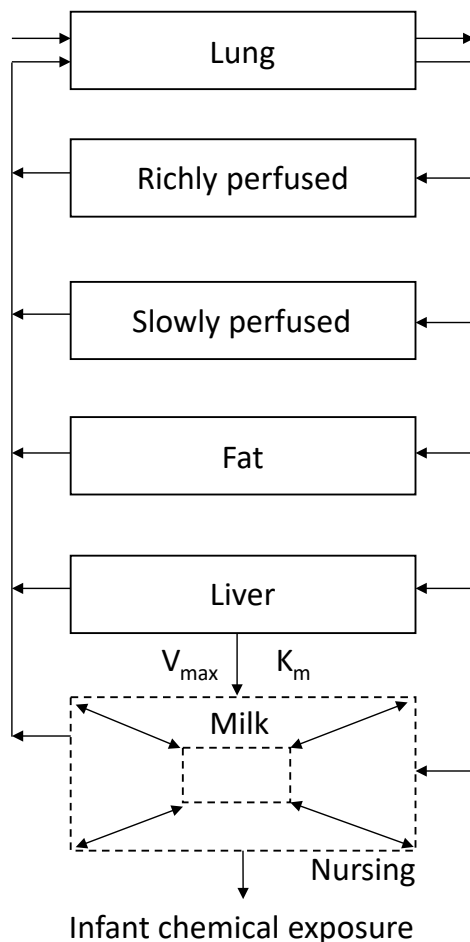 Lung
Richly perfused
Slowly perfused
Fat
Liver
Vmax Km
Milk
Nursing
Infant chemical exposure